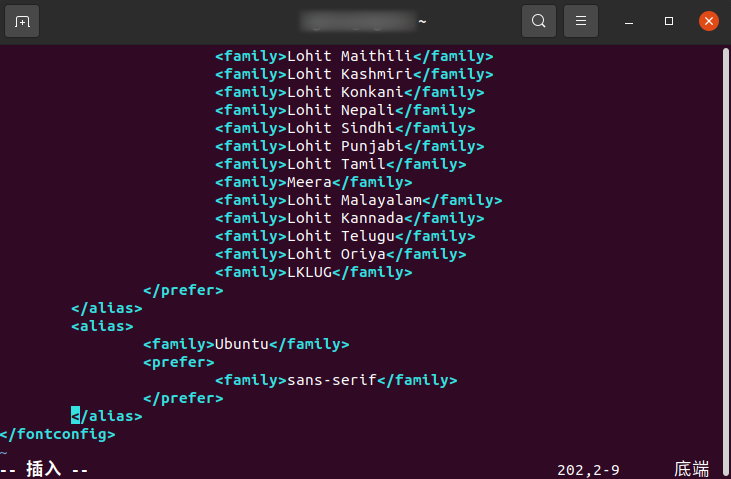 ~
<family>Lohit Maithili</family>
<family>Lohit Kashmiri</family>
<family>Lohit Konkani</family>
<family>Lohit Nepali</family>
<family>Lohit Sindhi</family>
<family>Lohit Punjabi</family>
<family>Lohit Tamil</family>
<family>Meera</family>
<family>Lohit Malayalam</family>
<family>Lohit Kannada</family>
<family>Lohit Telugu</family>
<family>Lohit Oriya</family>
<family>LKLUG</family>
</prefer>
</alias>
<alias>
<family>Ubuntu</family>
<prefer>
<family>sans-serif</family>
</prefer>
</alias>
</fontconfig>
~
-- 插入 -- 202,2-9 底端